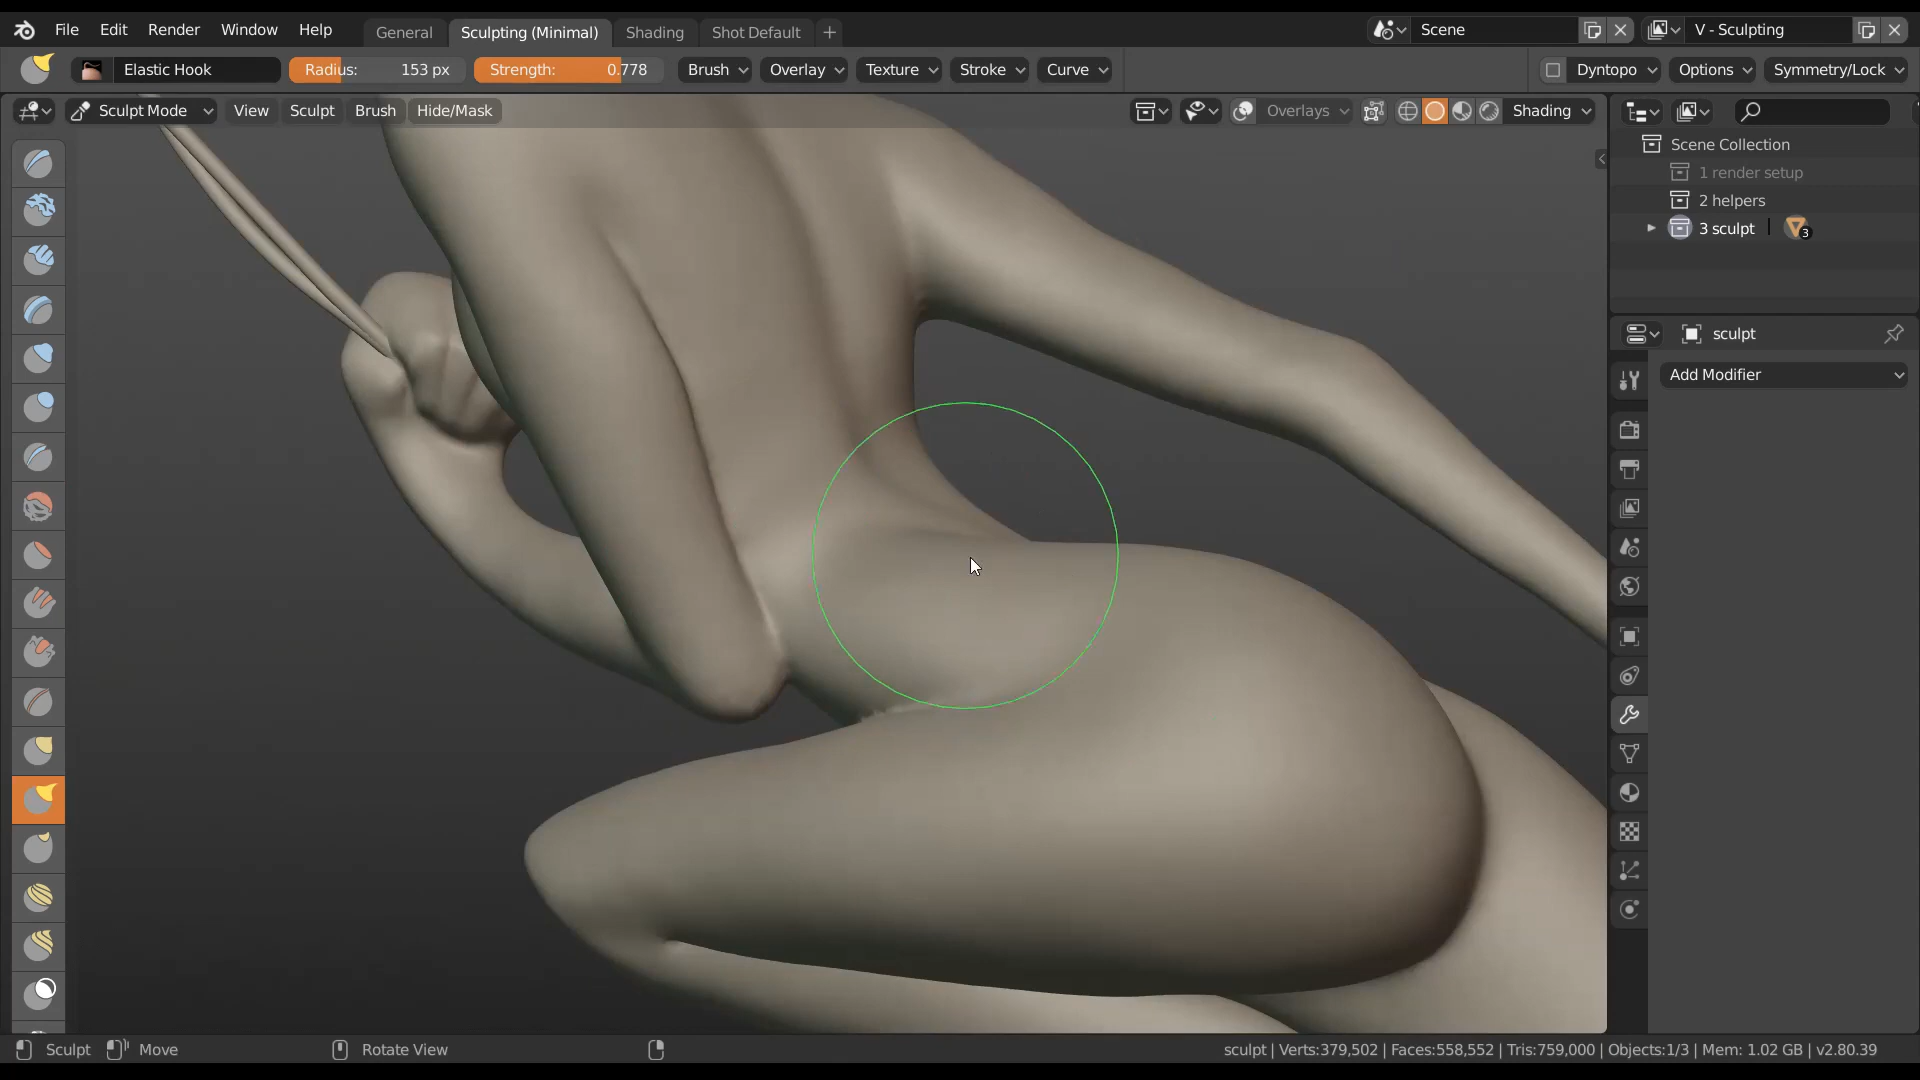 File Edit Render Window Help General Sculpting (Minimal) Shading Shot Default + Scene V - Sculpting
Elastic Hook Radius: 153 px Strength: 0.778 Brush Overlay Texture Stroke Curve Dyntopo Options Symmetry/Lock
Sculpt Mode View Sculpt Brush Hide/Mask Overlays Shading
Scene Collection
1 render setup
2 helpers
3 sculpt 3
sculpt
Add Modifier
Sculpt Move Rotate View sculpt | Verts:379,502 | Faces:558,552 | Tris:759,000 | Objects:1/3 | Mem: 1.02 GB | v2.80.39